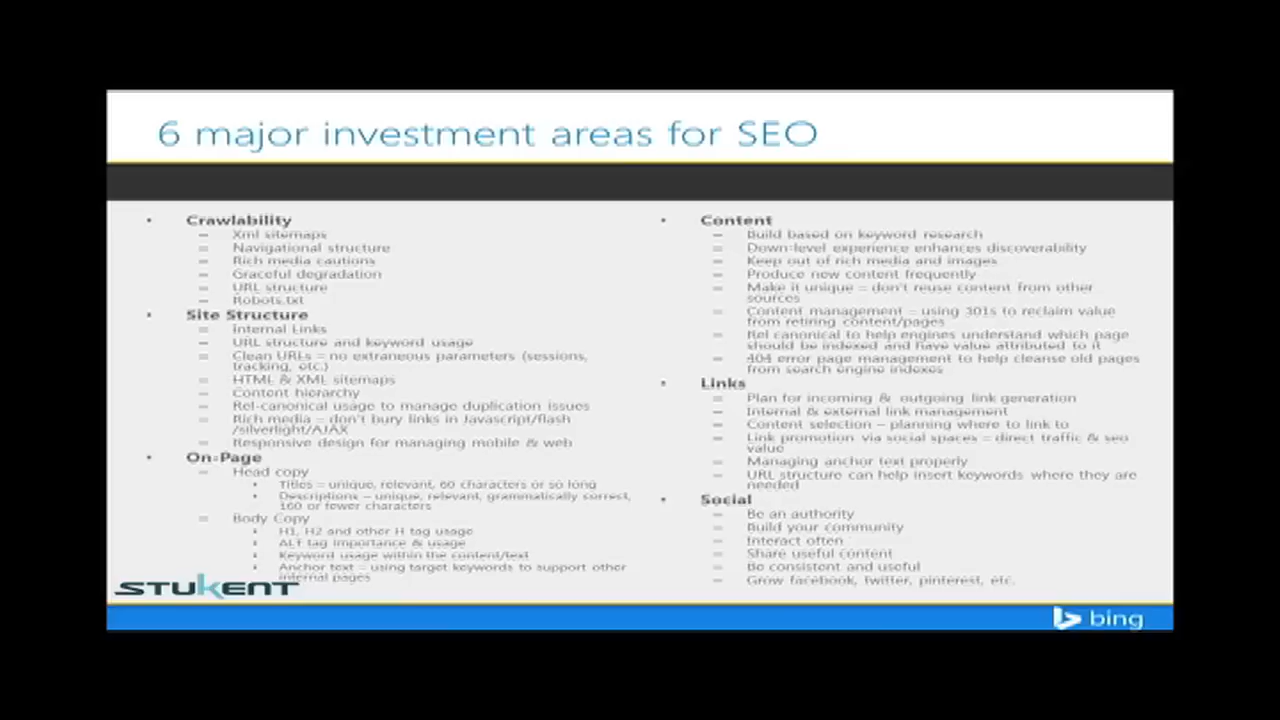 6 major investment areas for SEO
• Crawlability
– Xml sitemaps
– Navigational structure
– Rich media cautions
– Graceful degradation
– URL structure
– Robots.txt
• Site Structure
– Internal Links
– URL structure and keyword usage
– Clean URLs – no extraneous parameters (sessions,
tracking, etc.)
– HTML & XML sitemaps
– Content hierarchy
– Rel-canonical usage to manage duplication issues
– Rich media – don't bury links in Javascript/flash
/silverlight/AJAX
– Responsive design for managing mobile & web
• On-Page
– Head copy
• Titles – unique, relevant, 60 characters or so long
• Descriptions – unique, relevant, grammatically correct,
160 or fewer characters
– Body Copy
• H1, H2 and other H tag usage
• ALT tag importance & usage
• Keyword usage within the content/text
• Anchor text – using target keywords to support other
internal pages
• Content
– Build based on keyword research
– Down-level experience enhances discoverability
– Keep out of rich media and images
– Produce new content frequently
– Make it unique – don't reuse content from other
sources
– Content management – using 301s to reclaim value
from retiring content/pages
– Rel canonical to help engines understand which page
should be indexed and have value attributed to it
– 404 error page management to help cleanse old pages
from search engine indexes
• Links
– Plan for incoming & outgoing link generation
– Internal & external link management
– Content selection – planning where to link to
– Link promotion via social spaces – direct traffic & seo
value
– Managing anchor text properly
– URL structure can help insert keywords where they are
needed
• Social
– Be an authority
– Build your community
– Interact often
– Share useful content
– Be consistent and useful
– Grow facebook, twitter, pinterest, etc.
STUKENT
bing